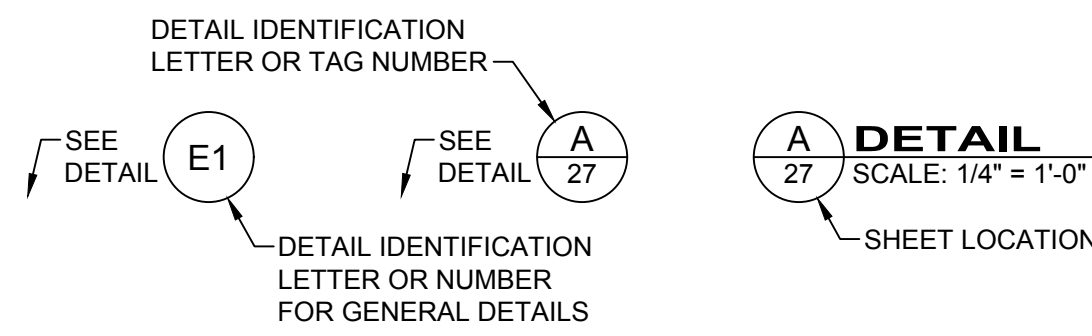 DETAIL IDENTIFICATION
LETTER OR TAG NUMBER
SEE
DETAIL
E1
SEE
DETAIL
A
27
A
27
DETAIL
SCALE: 1/4" = 1'-0"
SHEET LOCATION
DETAIL IDENTIFICATION
LETTER OR NUMBER
FOR GENERAL DETAILS